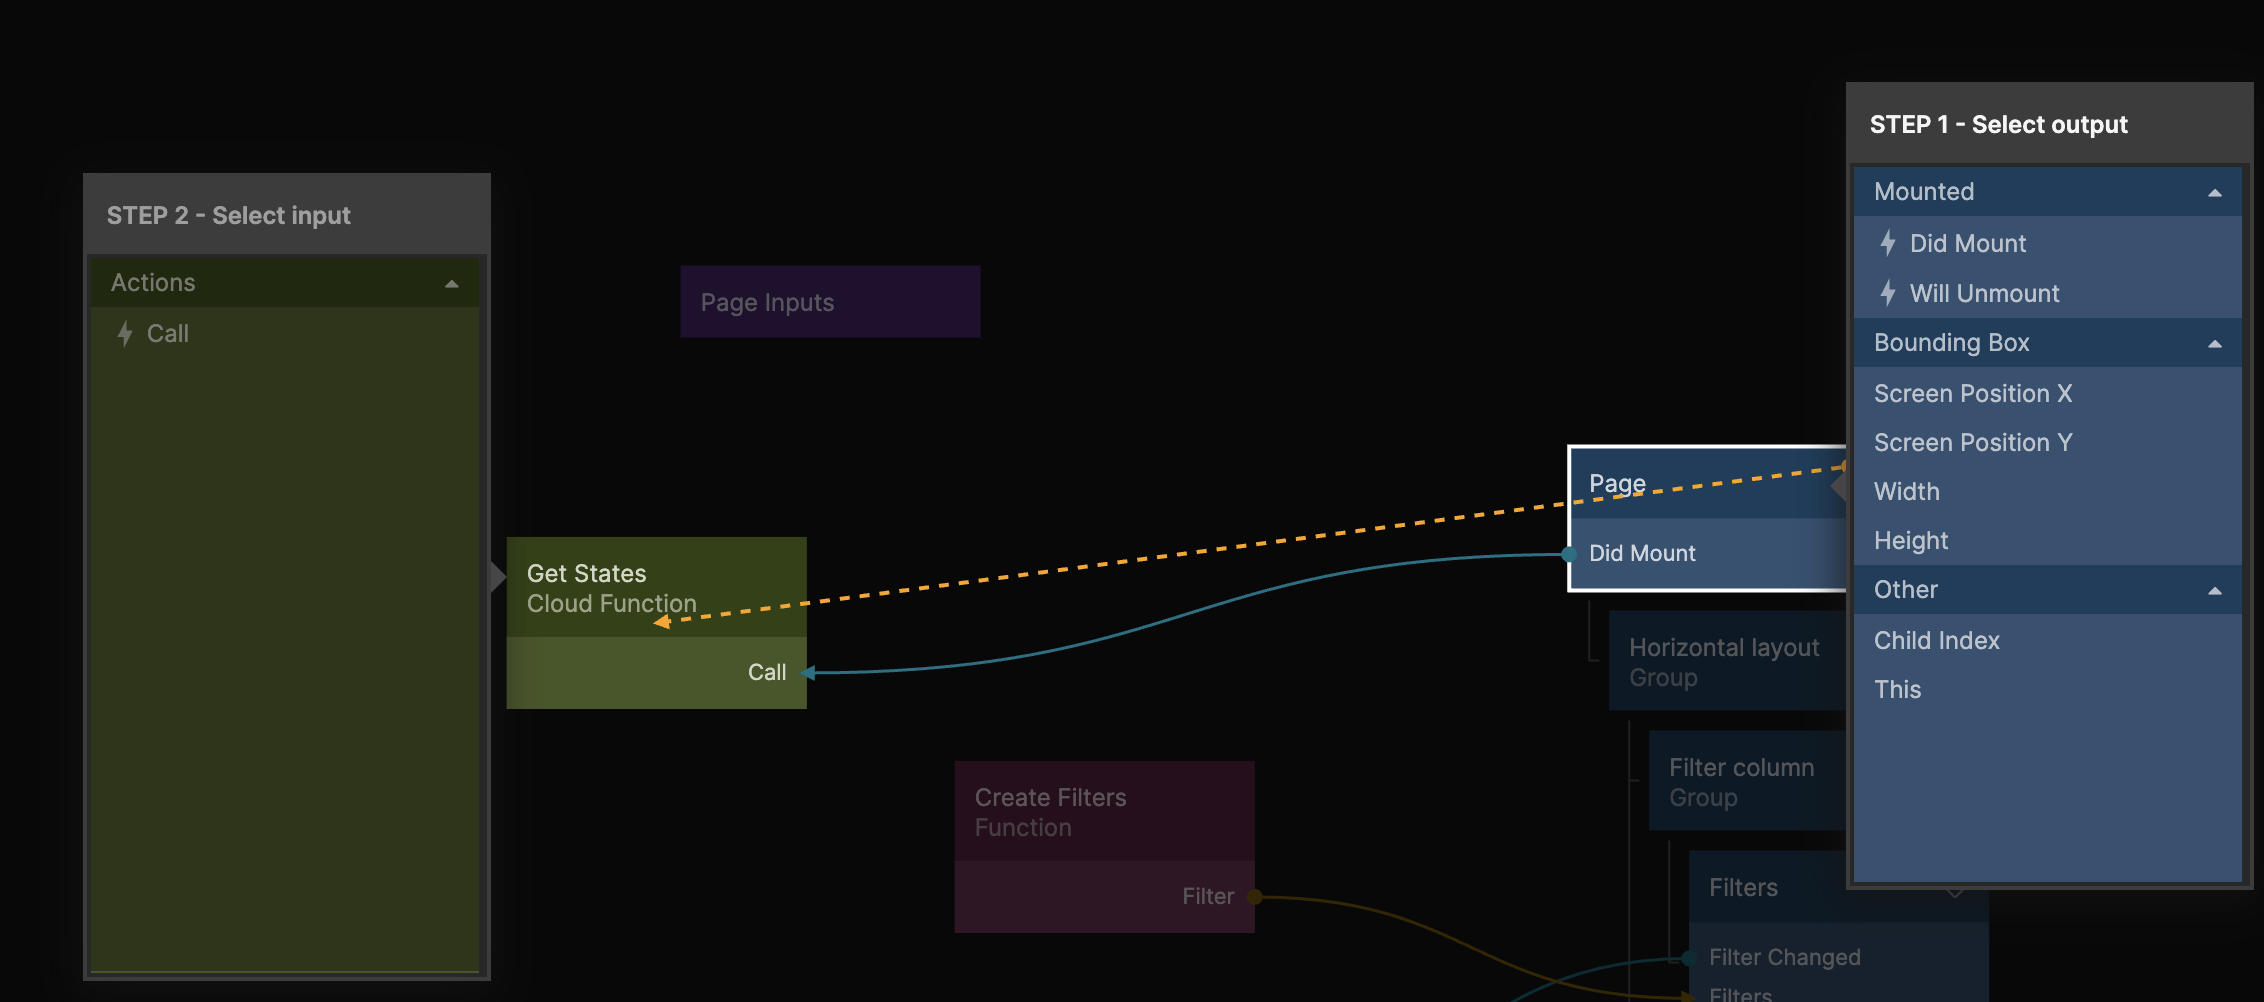 STEP 2 - Select input
Actions
Call
Page Inputs
Get States
Cloud Function
Call
Create Filters
Function
Filter
Page
Did Mount
Horizontal layout
Group
Filter column
Group
Filters
Filter Changed
Filters
STEP 1 - Select output
Mounted
Did Mount
Will Unmount
Bounding Box
Screen Position X
Screen Position Y
Width
Height
Other
Child Index
This